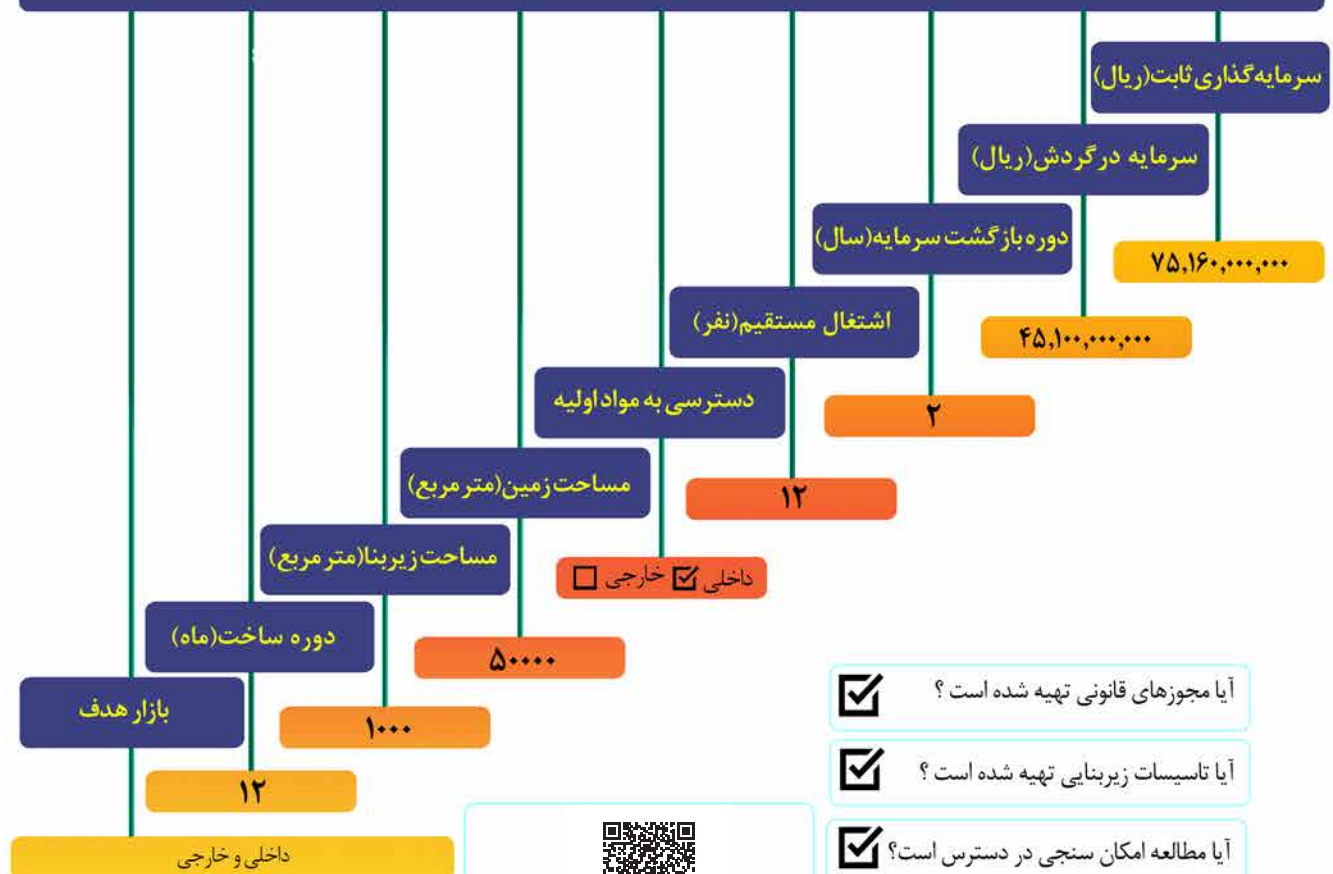 سرمایه‌گذاری ثابت(ریال)
۷۵,۱۶۰,۰۰۰,۰۰۰
سرمایه در گردش(ریال)
۴۵,۱۰۰,۰۰۰,۰۰۰
دوره بازگشت سرمایه(سال)
۲
اشتغال مستقیم(نفر)
۱۲
دسترسی به مواد اولیه
داخلی ☑ خارجی ☐
مساحت زمین(متر مربع)
۵۰۰۰۰
مساحت زیربنا(متر مربع)
۱۰۰۰
دوره ساخت(ماه)
۱۲
بازار هدف
داخلی و خارجی
آیا مجوزهای قانونی تهیه شده است ؟ ☑
آیا تاسیسات زیربنایی تهیه شده است ؟ ☑
آیا مطالعه امکان سنجی در دسترس است؟ ☑